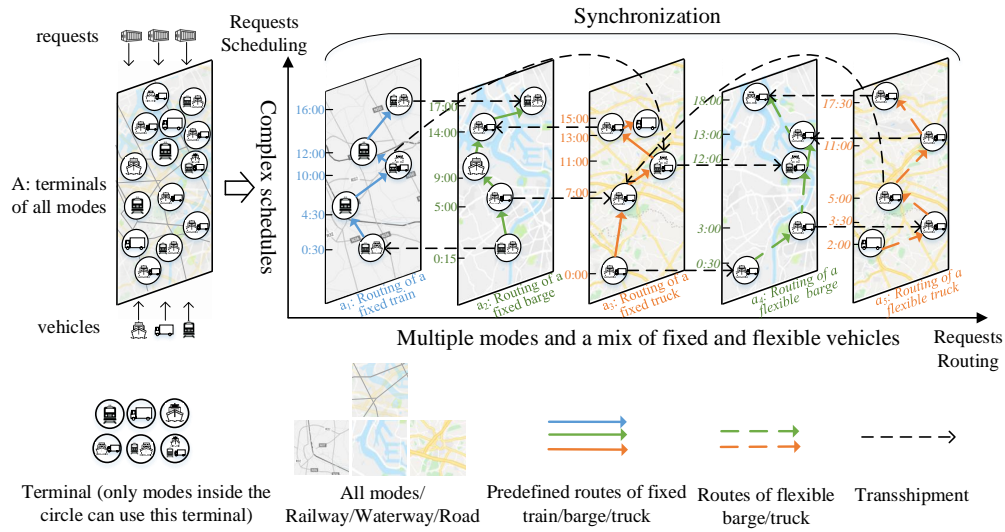 Synchronization
requests
Requests
Scheduling
A: terminals
of all modes
vehicles
Complex schedules
16:00
12:00
10:00
4:30
0:30
a₁: Routing of a
fixed train
17:00
14:00
9:00
5:00
0:15
a₂: Routing of a
fixed barge
15:00
13:00
11:00
7:00
0:00
a₃: Routing of a
fixed truck
18:00
13:00
12:00
3:00
0:30
a₄: Routing of a
flexible barge
17:30
11:00
5:00
3:30
2:00
a₅: Routing of a
flexible truck
Multiple modes and a mix of fixed and flexible vehicles
Requests
Routing
Terminal (only modes inside the
circle can use this terminal)
All modes/
Railway/Waterway/Road
Predefined routes of fixed
train/barge/truck
Routes of flexible
barge/truck
Transshipment